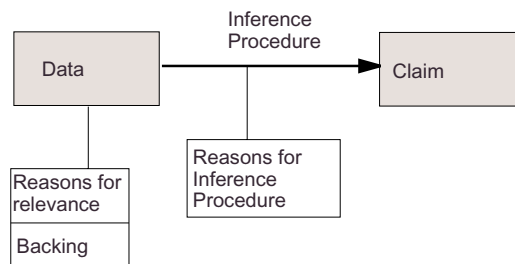 Inference
Procedure
Data
Claim
Reasons for
Inference
Procedure
Reasons for
relevance
Backing